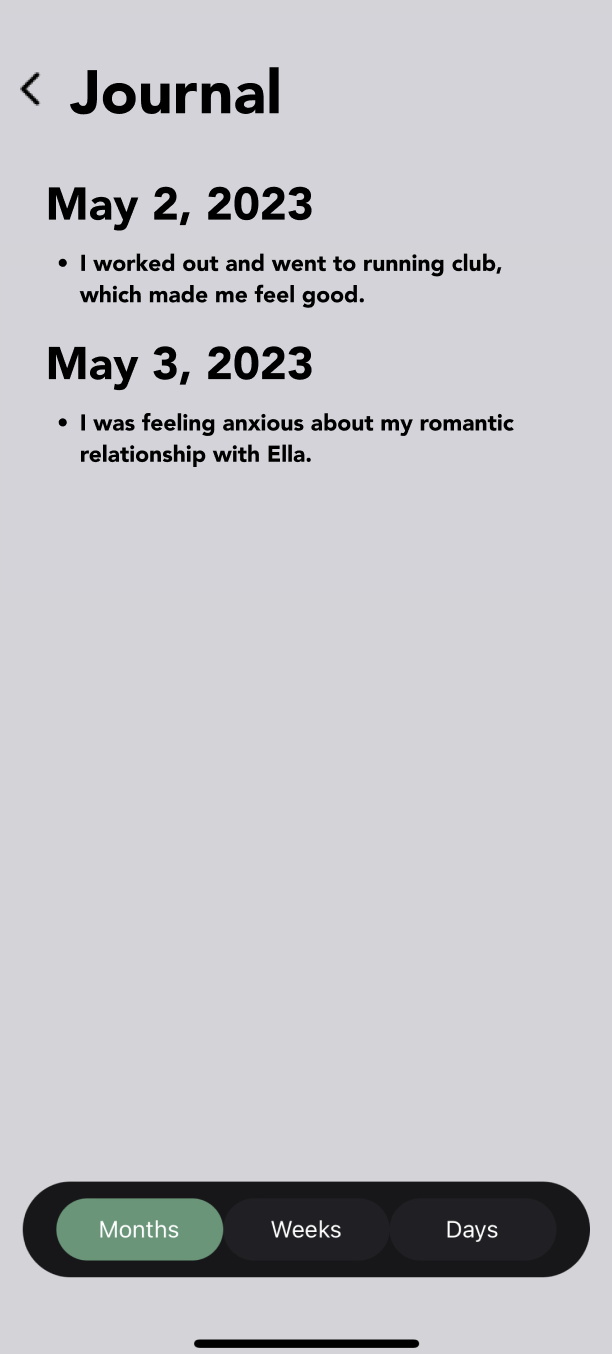 Journal
May 2, 2023
• I worked out and went to running club,
which made me feel good.
May 3, 2023
• I was feeling anxious about my romantic
relationship with Ella.
Months Weeks Days